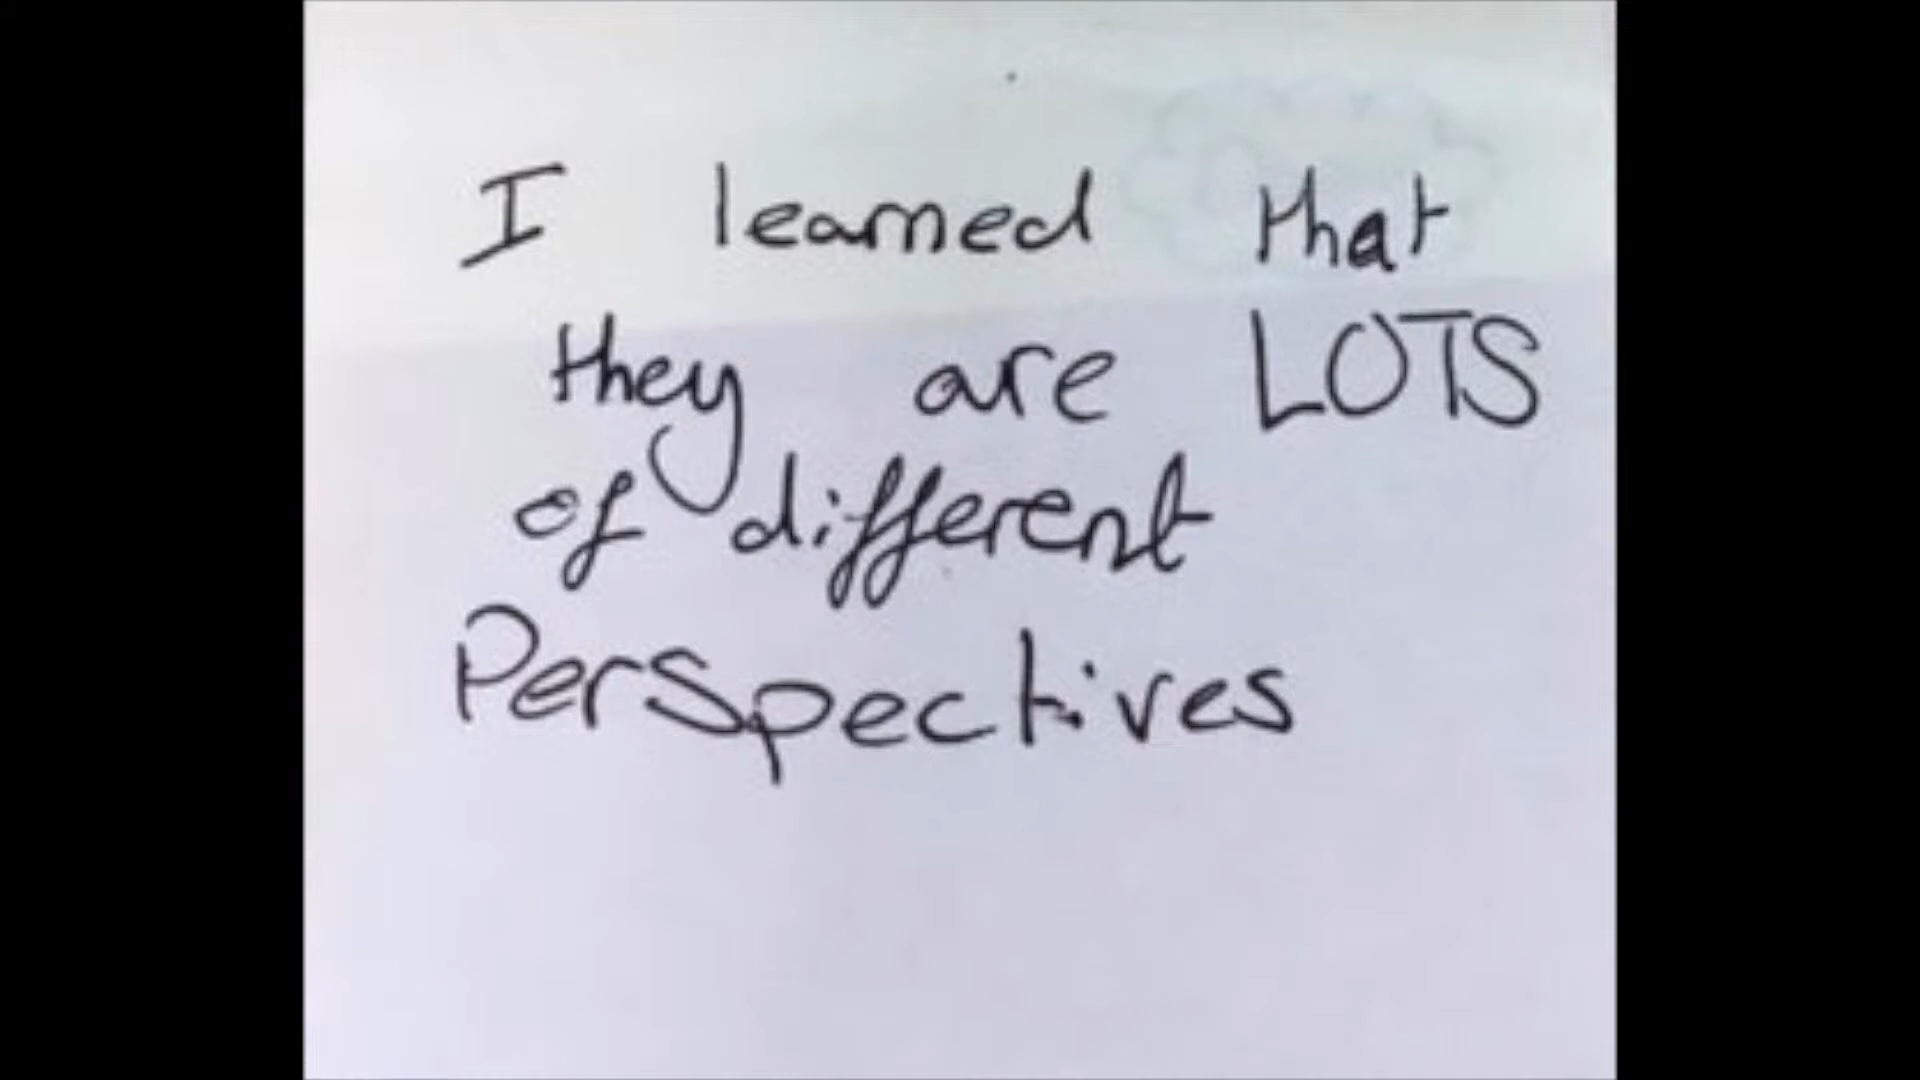 I learned that
they are LOTS
of different
Perspectives